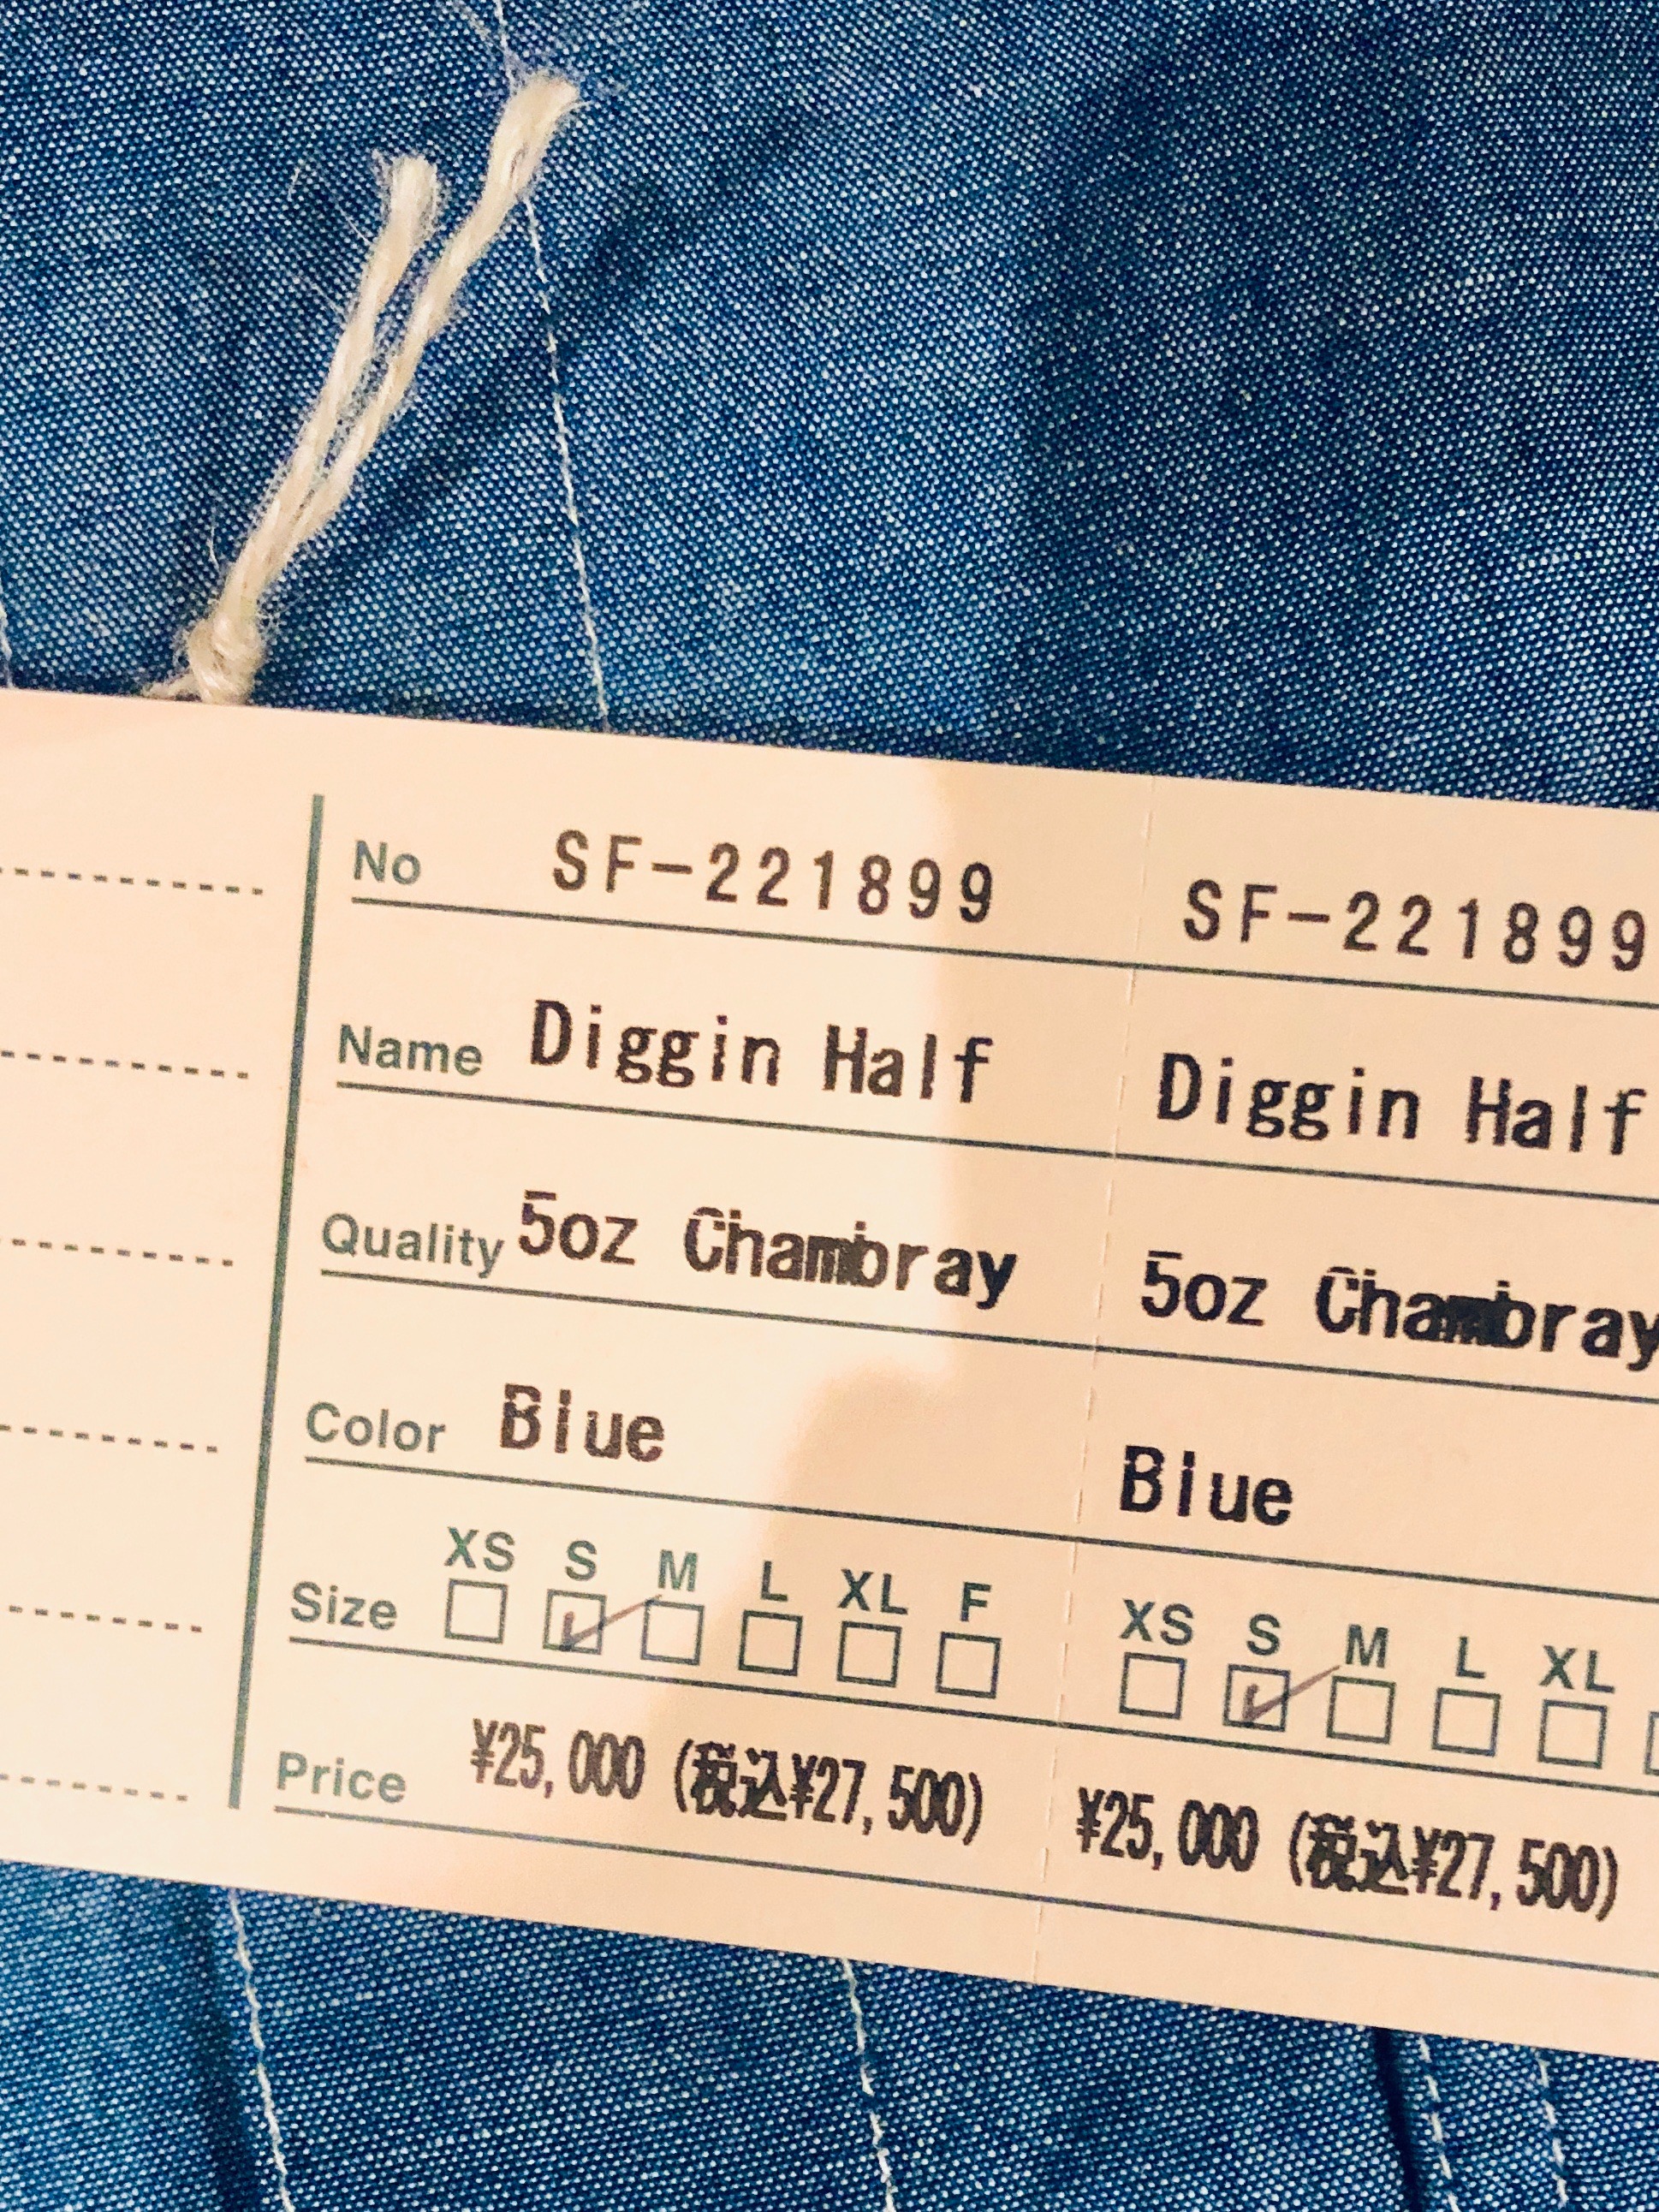 No SF-221899 SF-221899
Name Diggin Half Diggin Half
Quality 5oz Chambray 5oz Chambray
Color Blue Blue
XS S M L XL F XS S M L XL
Size
Price ¥25,000 (税込¥27,500) ¥25,000 (税込¥27,500)